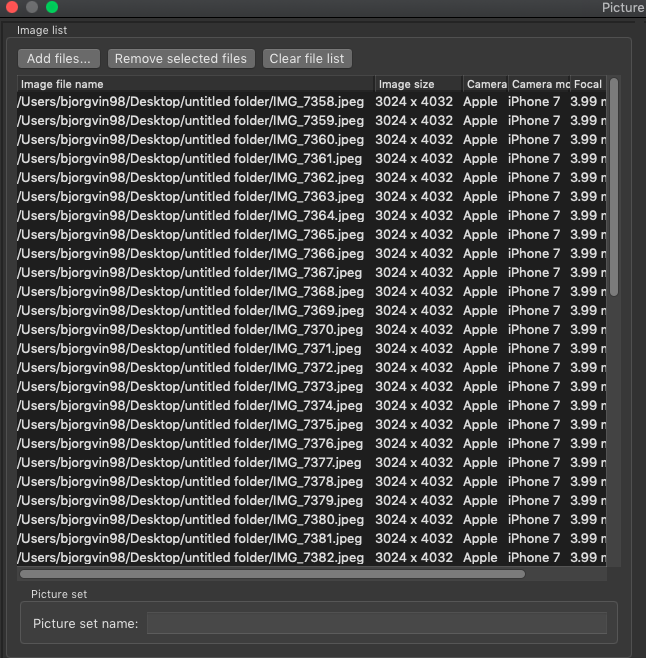 Picture
Image list
Add files... Remove selected files Clear file list
Image file name Image size Camera Camera mo Focal
/Users/bjorgvin98/Desktop/untitled folder/IMG_7358.jpeg 3024 x 4032 Apple iPhone 7 3.99 m
/Users/bjorgvin98/Desktop/untitled folder/IMG_7359.jpeg 3024 x 4032 Apple iPhone 7 3.99 m
/Users/bjorgvin98/Desktop/untitled folder/IMG_7360.jpeg 3024 x 4032 Apple iPhone 7 3.99 m
/Users/bjorgvin98/Desktop/untitled folder/IMG_7361.jpeg 3024 x 4032 Apple iPhone 7 3.99 m
/Users/bjorgvin98/Desktop/untitled folder/IMG_7362.jpeg 3024 x 4032 Apple iPhone 7 3.99 m
/Users/bjorgvin98/Desktop/untitled folder/IMG_7363.jpeg 3024 x 4032 Apple iPhone 7 3.99 m
/Users/bjorgvin98/Desktop/untitled folder/IMG_7364.jpeg 3024 x 4032 Apple iPhone 7 3.99 m
/Users/bjorgvin98/Desktop/untitled folder/IMG_7365.jpeg 3024 x 4032 Apple iPhone 7 3.99 m
/Users/bjorgvin98/Desktop/untitled folder/IMG_7366.jpeg 3024 x 4032 Apple iPhone 7 3.99 m
/Users/bjorgvin98/Desktop/untitled folder/IMG_7367.jpeg 3024 x 4032 Apple iPhone 7 3.99 m
/Users/bjorgvin98/Desktop/untitled folder/IMG_7368.jpeg 3024 x 4032 Apple iPhone 7 3.99 m
/Users/bjorgvin98/Desktop/untitled folder/IMG_7369.jpeg 3024 x 4032 Apple iPhone 7 3.99 m
/Users/bjorgvin98/Desktop/untitled folder/IMG_7370.jpeg 3024 x 4032 Apple iPhone 7 3.99 m
/Users/bjorgvin98/Desktop/untitled folder/IMG_7371.jpeg 3024 x 4032 Apple iPhone 7 3.99 m
/Users/bjorgvin98/Desktop/untitled folder/IMG_7372.jpeg 3024 x 4032 Apple iPhone 7 3.99 m
/Users/bjorgvin98/Desktop/untitled folder/IMG_7373.jpeg 3024 x 4032 Apple iPhone 7 3.99 m
/Users/bjorgvin98/Desktop/untitled folder/IMG_7374.jpeg 3024 x 4032 Apple iPhone 7 3.99 m
/Users/bjorgvin98/Desktop/untitled folder/IMG_7375.jpeg 3024 x 4032 Apple iPhone 7 3.99 m
/Users/bjorgvin98/Desktop/untitled folder/IMG_7376.jpeg 3024 x 4032 Apple iPhone 7 3.99 m
/Users/bjorgvin98/Desktop/untitled folder/IMG_7377.jpeg 3024 x 4032 Apple iPhone 7 3.99 m
/Users/bjorgvin98/Desktop/untitled folder/IMG_7378.jpeg 3024 x 4032 Apple iPhone 7 3.99 m
/Users/bjorgvin98/Desktop/untitled folder/IMG_7379.jpeg 3024 x 4032 Apple iPhone 7 3.99 m
/Users/bjorgvin98/Desktop/untitled folder/IMG_7380.jpeg 3024 x 4032 Apple iPhone 7 3.99 m
/Users/bjorgvin98/Desktop/untitled folder/IMG_7381.jpeg 3024 x 4032 Apple iPhone 7 3.99 m
/Users/bjorgvin98/Desktop/untitled folder/IMG_7382.jpeg 3024 x 4032 Apple iPhone 7 3.99 m
Picture set
Picture set name: